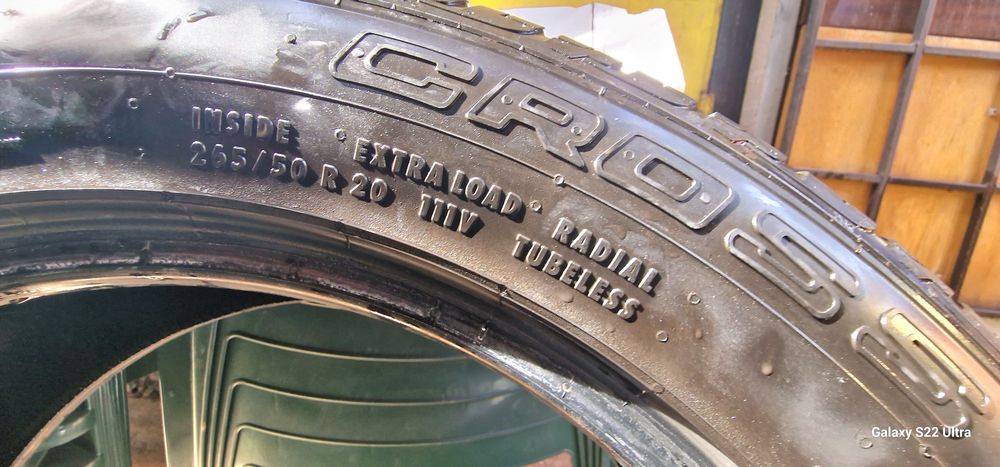 CROSS
INSIDE
265/50 R 20
EXTRA LOAD
111V
RADIAL
TUBELESS
Galaxy S22 Ultra